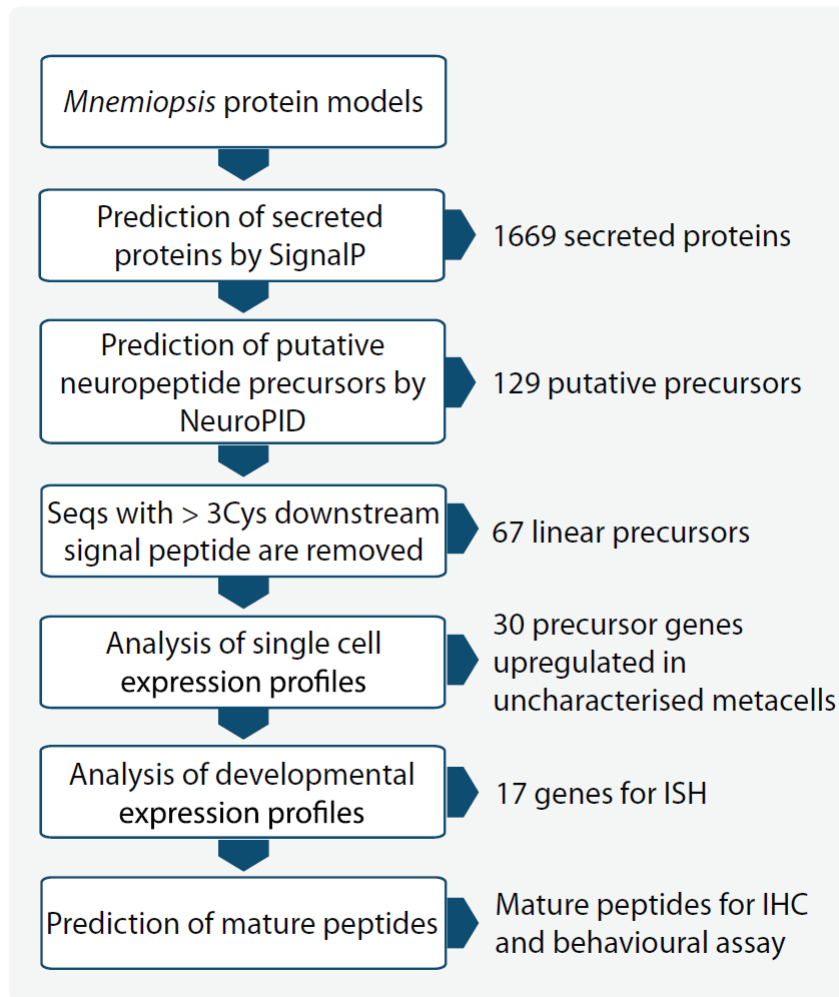 Mnemiopsis protein models
Prediction of secreted
proteins by SignalP
1669 secreted proteins
Prediction of putative
neuropeptide precursors by
NeuroPID
129 putative precursors
Seqs with > 3Cys downstream
signal peptide are removed
67 linear precursors
Analysis of single cell
expression profiles
30 precursor genes
upregulated in
uncharacterised metacells
Analysis of developmental
expression profiles
17 genes for ISH
Prediction of mature peptides
Mature peptides for IHC
and behavioural assay